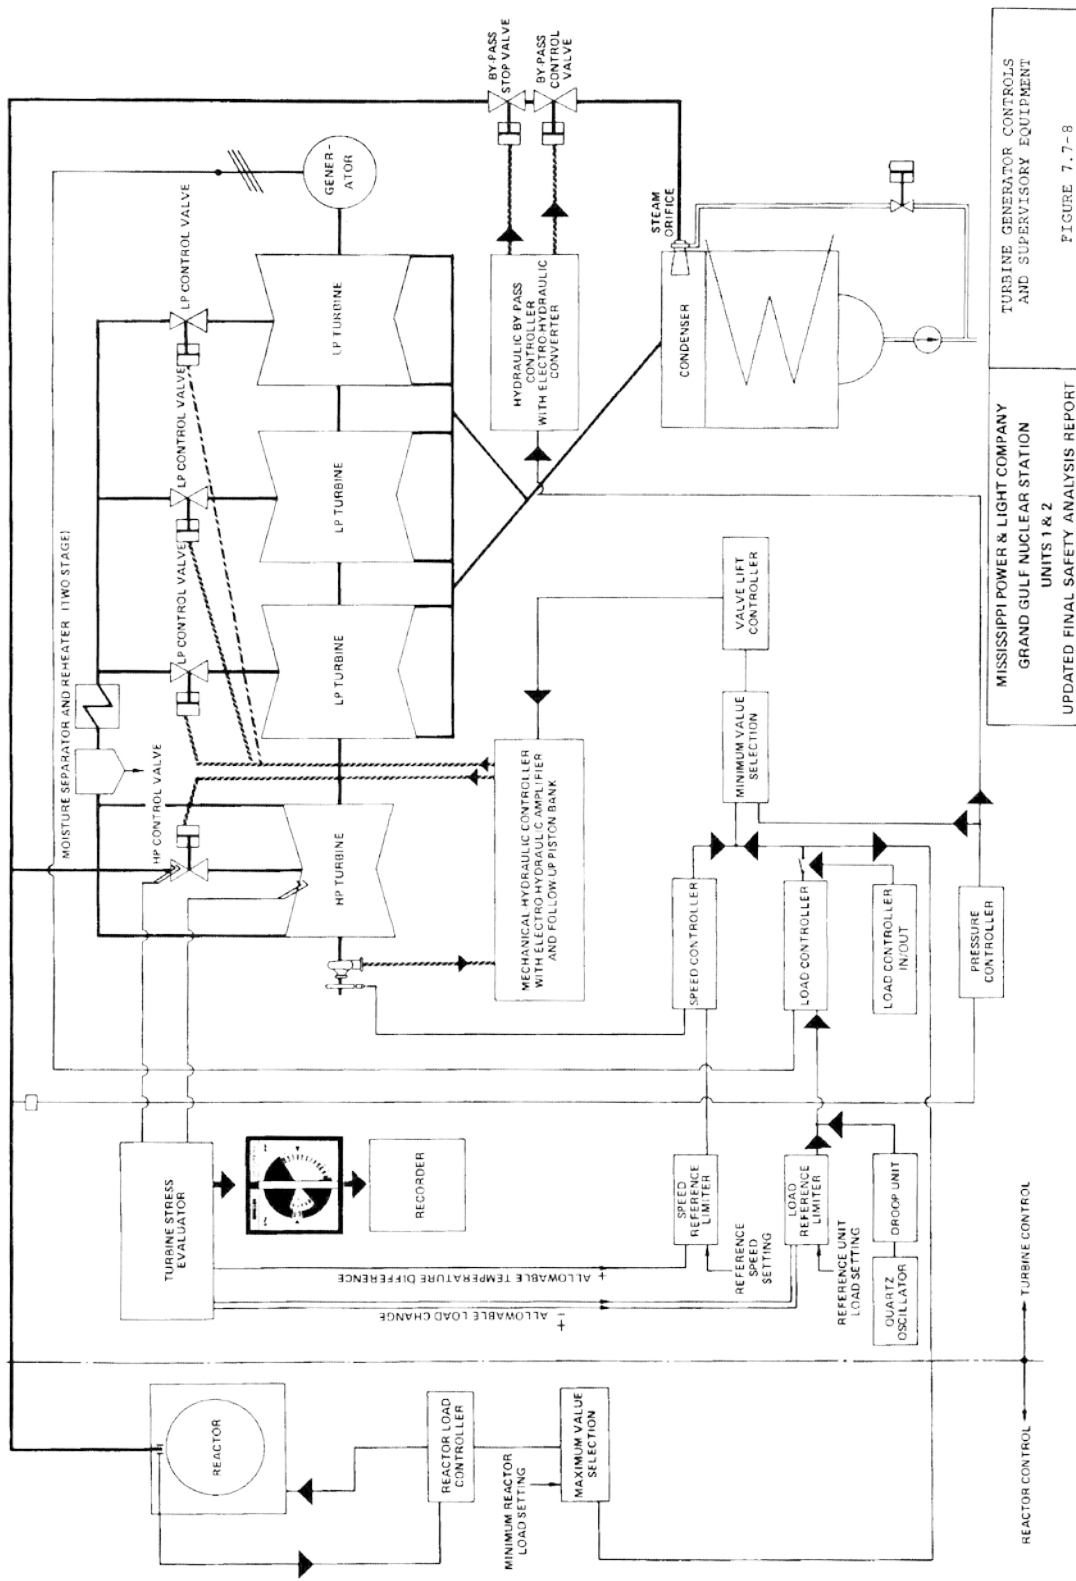 MOISTURE SEPARATOR AND REHEATER (TWO STAGE)
HP CONTROL VALVE
LP CONTROL VALVE
LP CONTROL VALVE
LP CONTROL VALVE
BY-PASS
STOP VALVE
BY-PASS
CONTROL
VALVE
TURBINE STRESS
EVALUATOR
RECORDER
REACTOR
HP TURBINE
LP TURBINE
LP TURBINE
LP TURBINE
GENER-
ATOR
± ALLOWABLE LOAD CHANGE
+ ALLOWABLE TEMPERATURE DIFFERENCE
REACTOR LOAD
CONTROLLER
MINIMUM REACTOR
LOAD SETTING
MAXIMUM VALUE
SELECTION
MECHANICAL-HYDRAULIC CONTROLLER
WITH ELECTRO-HYDRAULIC AMPLIFIER
AND FOLLOW-UP PISTON BANK
HYDRAULIC BY-PASS
CONTROLLER
WITH ELECTRO-HYDRAULIC
CONVERTER
STEAM
ORIFICE
CONDENSER
SPEED
REFERENCE
LIMITER
REFERENCE
SPEED
SETTING
SPEED CONTROLLER
MINIMUM VALUE
SELECTION
VALVE LIFT
CONTROLLER
LOAD
REFERENCE
LIMITER
REFERENCE UNIT
LOAD SETTING
LOAD CONTROLLER
QUARTZ
OSCILLATOR
DROOP UNIT
LOAD CONTROLLER
IN/OUT
PRESSURE
CONTROLLER
REACTOR CONTROL
TURBINE CONTROL
MISSISSIPPI POWER & LIGHT COMPANY
GRAND GULF NUCLEAR STATION
UNITS 1 & 2
UPDATED FINAL SAFETY ANALYSIS REPORT
TURBINE GENERATOR CONTROLS
AND SUPERVISORY EQUIPMENT
FIGURE 7.7-8